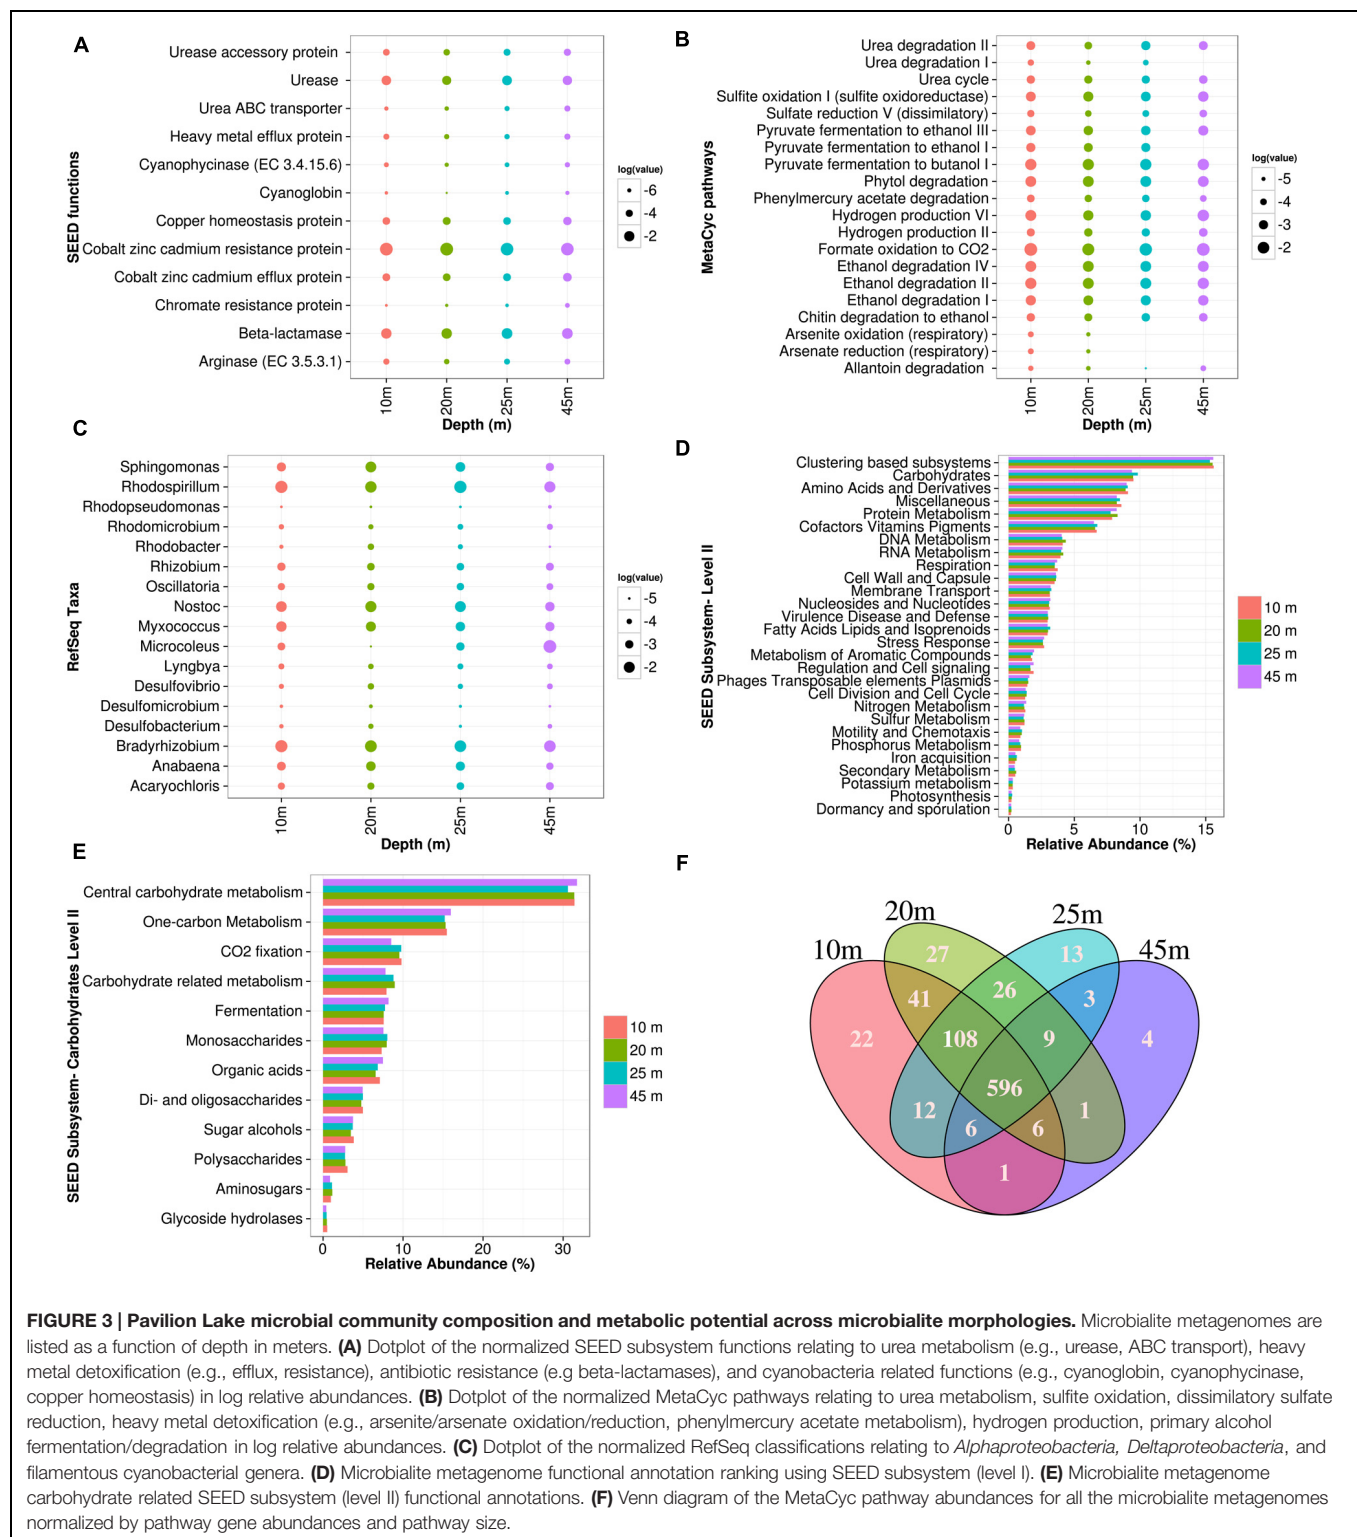 A
SEED functions
Urease accessory protein
Urease
Urea ABC transporter
Heavy metal efflux protein
Cyanophycinase (EC 3.4.15.6)
Cyanoglobin
Copper homeostasis protein
Cobalt zinc cadmium resistance protein
Cobalt zinc cadmium efflux protein
Chromate resistance protein
Beta-lactamase
Arginase (EC 3.5.3.1)
10m 20m 25m 45m
Depth (m)
log(value)
-6
-4
-2
B
MetaCyc pathways
Urea degradation II
Urea degradation I
Urea cycle
Sulfite oxidation I (sulfite oxidoreductase)
Sulfate reduction V (dissimilatory)
Pyruvate fermentation to ethanol III
Pyruvate fermentation to ethanol I
Pyruvate fermentation to butanol I
Phytol degradation
Phenylmercury acetate degradation
Hydrogen production VI
Hydrogen production II
Formate oxidation to CO2
Ethanol degradation IV
Ethanol degradation II
Ethanol degradation I
Chitin degradation to ethanol
Arsenite oxidation (respiratory)
Arsenate reduction (respiratory)
Allantoin degradation
10m 20m 25m 45m
Depth (m)
log(value)
-5
-4
-3
-2
C
RefSeq Taxa
Sphingomonas
Rhodospirillum
Rhodopseudomonas
Rhodomicrobium
Rhodobacter
Rhizobium
Oscillatoria
Nostoc
Myxococcus
Microcoleus
Lyngbya
Desulfovibrio
Desulfomicrobium
Desulfobacterium
Bradyrhizobium
Anabaena
Acaryochloris
10m 20m 25m 45m
Depth (m)
log(value)
-5
-4
-3
-2
D
SEED Subsystem- Level II
Clustering based subsystems
Carbohydrates
Amino Acids and Derivatives
Miscellaneous
Protein Metabolism
Cofactors Vitamins Pigments
DNA Metabolism
RNA Metabolism
Respiration
Cell Wall and Capsule
Membrane Transport
Nucleosides and Nucleotides
Virulence Disease and Defense
Fatty Acids Lipids and Isoprenoids
Stress Response
Metabolism of Aromatic Compounds
Regulation and Cell signaling
Phages Transposable elements Plasmids
Cell Division and Cell Cycle
Nitrogen Metabolism
Sulfur Metabolism
Motility and Chemotaxis
Phosphorus Metabolism
Iron acquisition
Secondary Metabolism
Potassium metabolism
Photosynthesis
Dormancy and sporulation
0 5 10 15
Relative Abundance (%)
10 m
20 m
25 m
45 m
E
SEED Subsystem- Carbohydrates Level II
Central carbohydrate metabolism
One-carbon Metabolism
CO2 fixation
Carbohydrate related metabolism
Fermentation
Monosaccharides
Organic acids
Di- and oligosaccharides
Sugar alcohols
Polysaccharides
Aminosugars
Glycoside hydrolases
0 10 20 30
Relative Abundance (%)
10 m
20 m
25 m
45 m
F
20m 25m
10m 45m
27 13
41 26 3
22 108 9 4
596
12 1
6 6
1
FIGURE 3 | Pavilion Lake microbial community composition and metabolic potential across microbialite morphologies. Microbialite metagenomes are
listed as a function of depth in meters. (A) Dotplot of the normalized SEED subsystem functions relating to urea metabolism (e.g., urease, ABC transport), heavy
metal detoxification (e.g., efflux, resistance), antibiotic resistance (e.g beta-lactamases), and cyanobacteria related functions (e.g., cyanoglobin, cyanophycinase,
copper homeostasis) in log relative abundances. (B) Dotplot of the normalized MetaCyc pathways relating to urea metabolism, sulfite oxidation, dissimilatory sulfate
reduction, heavy metal detoxification (e.g., arsenite/arsenate oxidation/reduction, phenylmercury acetate metabolism), hydrogen production, primary alcohol
fermentation/degradation in log relative abundances. (C) Dotplot of the normalized RefSeq classifications relating to Alphaproteobacteria, Deltaproteobacteria, and
filamentous cyanobacterial genera. (D) Microbialite metagenome functional annotation ranking using SEED subsystem (level I). (E) Microbialite metagenome
carbohydrate related SEED subsystem (level II) functional annotations. (F) Venn diagram of the MetaCyc pathway abundances for all the microbialite metagenomes
normalized by pathway gene abundances and pathway size.